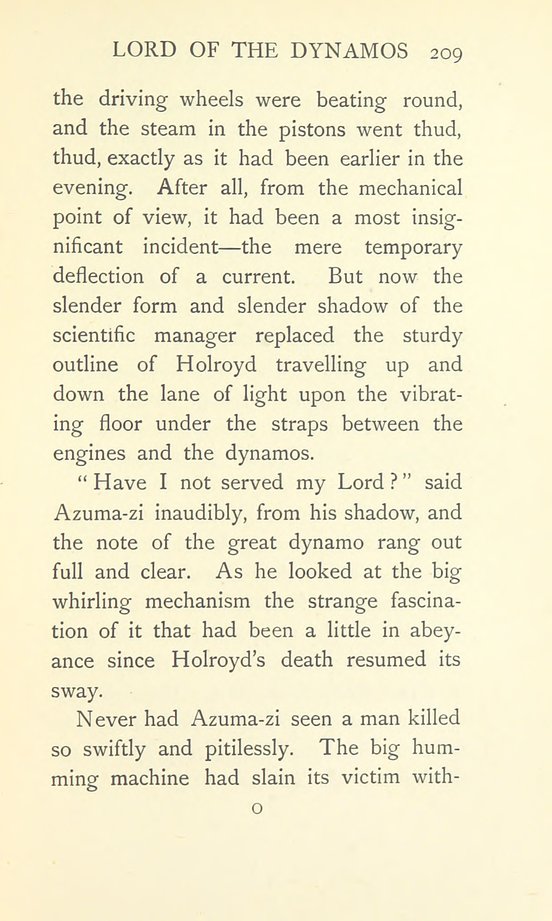 LORD OF THE DYNAMOS 209
the driving wheels were beating round,
and the steam in the pistons went thud,
thud, exactly as it had been earlier in the
evening. After all, from the mechanical
point of view, it had been a most insig-
nificant incident—the mere temporary
deflection of a current. But now the
slender form and slender shadow of the
scientific manager replaced the sturdy
outline of Holroyd travelling up and
down the lane of light upon the vibrat-
ing floor under the straps between the
engines and the dynamos.
“Have I not served my Lord?” said
Azuma-zi inaudibly, from his shadow, and
the note of the great dynamo rang out
full and clear. As he looked at the big
whirling mechanism the strange fascina-
tion of it that had been a little in abey-
ance since Holroyd's death resumed its
sway.
Never had Azuma-zi seen a man killed
so swiftly and pitilessly. The big hum-
ming machine had slain its victim with-
O